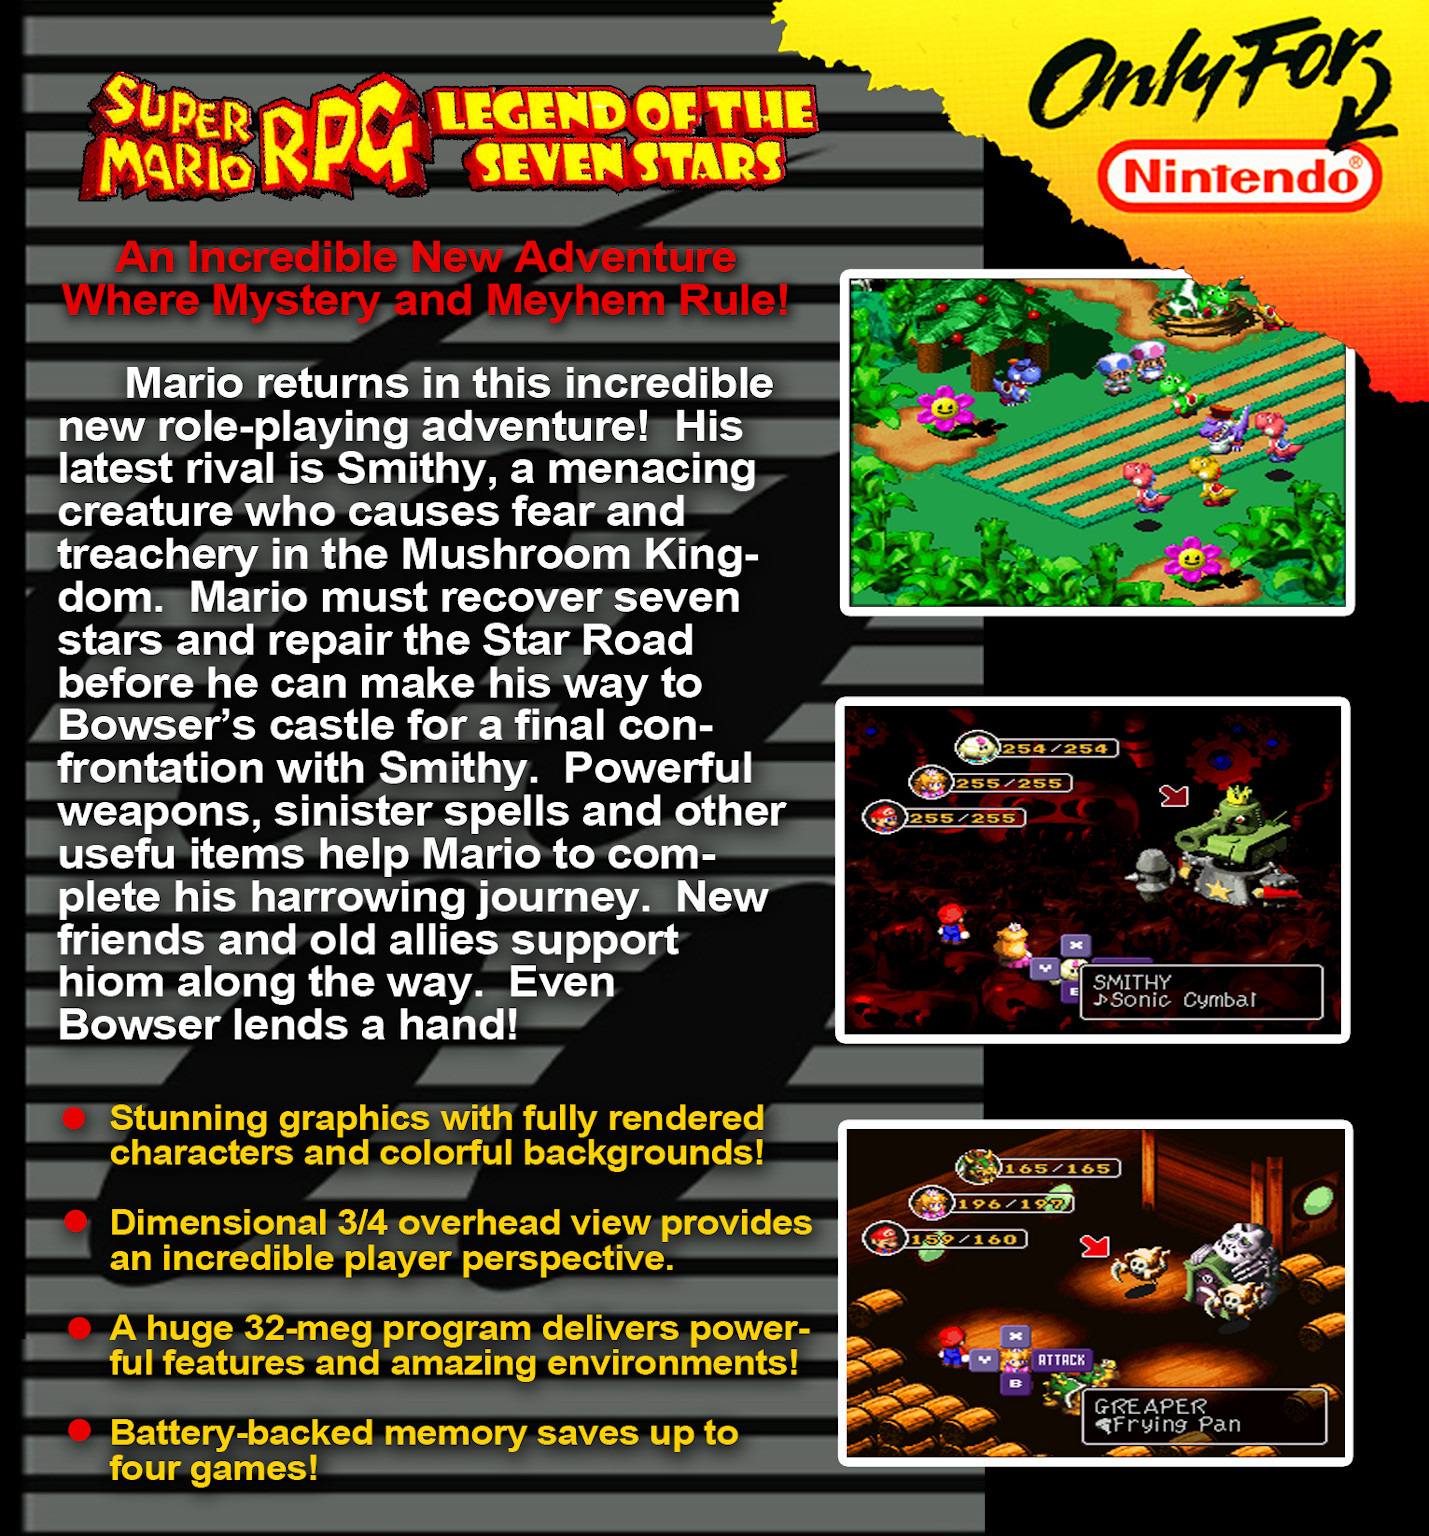 SUPER MARIO RPG LEGEND OF THE SEVEN STARS
Only For
Nintendo®
An Incredible New Adventure
Where Mystery and Meyhem Rule!
Mario returns in this incredible
new role-playing adventure! His
latest rival is Smithy, a menacing
creature who causes fear and
treachery in the Mushroom King-
dom. Mario must recover seven
stars and repair the Star Road
before he can make his way to
Bowser's castle for a final con-
frontation with Smithy. Powerful
weapons, sinister spells and other
usefu items help Mario to com-
plete his harrowing journey. New
friends and old allies support
hiom along the way. Even
Bowser lends a hand!
Stunning graphics with fully rendered
characters and colorful backgrounds!
Dimensional 3/4 overhead view provides
an incredible player perspective.
A huge 32-meg program delivers power-
ful features and amazing environments!
Battery-backed memory saves up to
four games!
254/254
255/255
255/255
X
Y
B
SMITHY
♪Sonic Cymbal
165/165
196/197
159/160
X
Y
ATTACK
B
GREAPER
Frying Pan